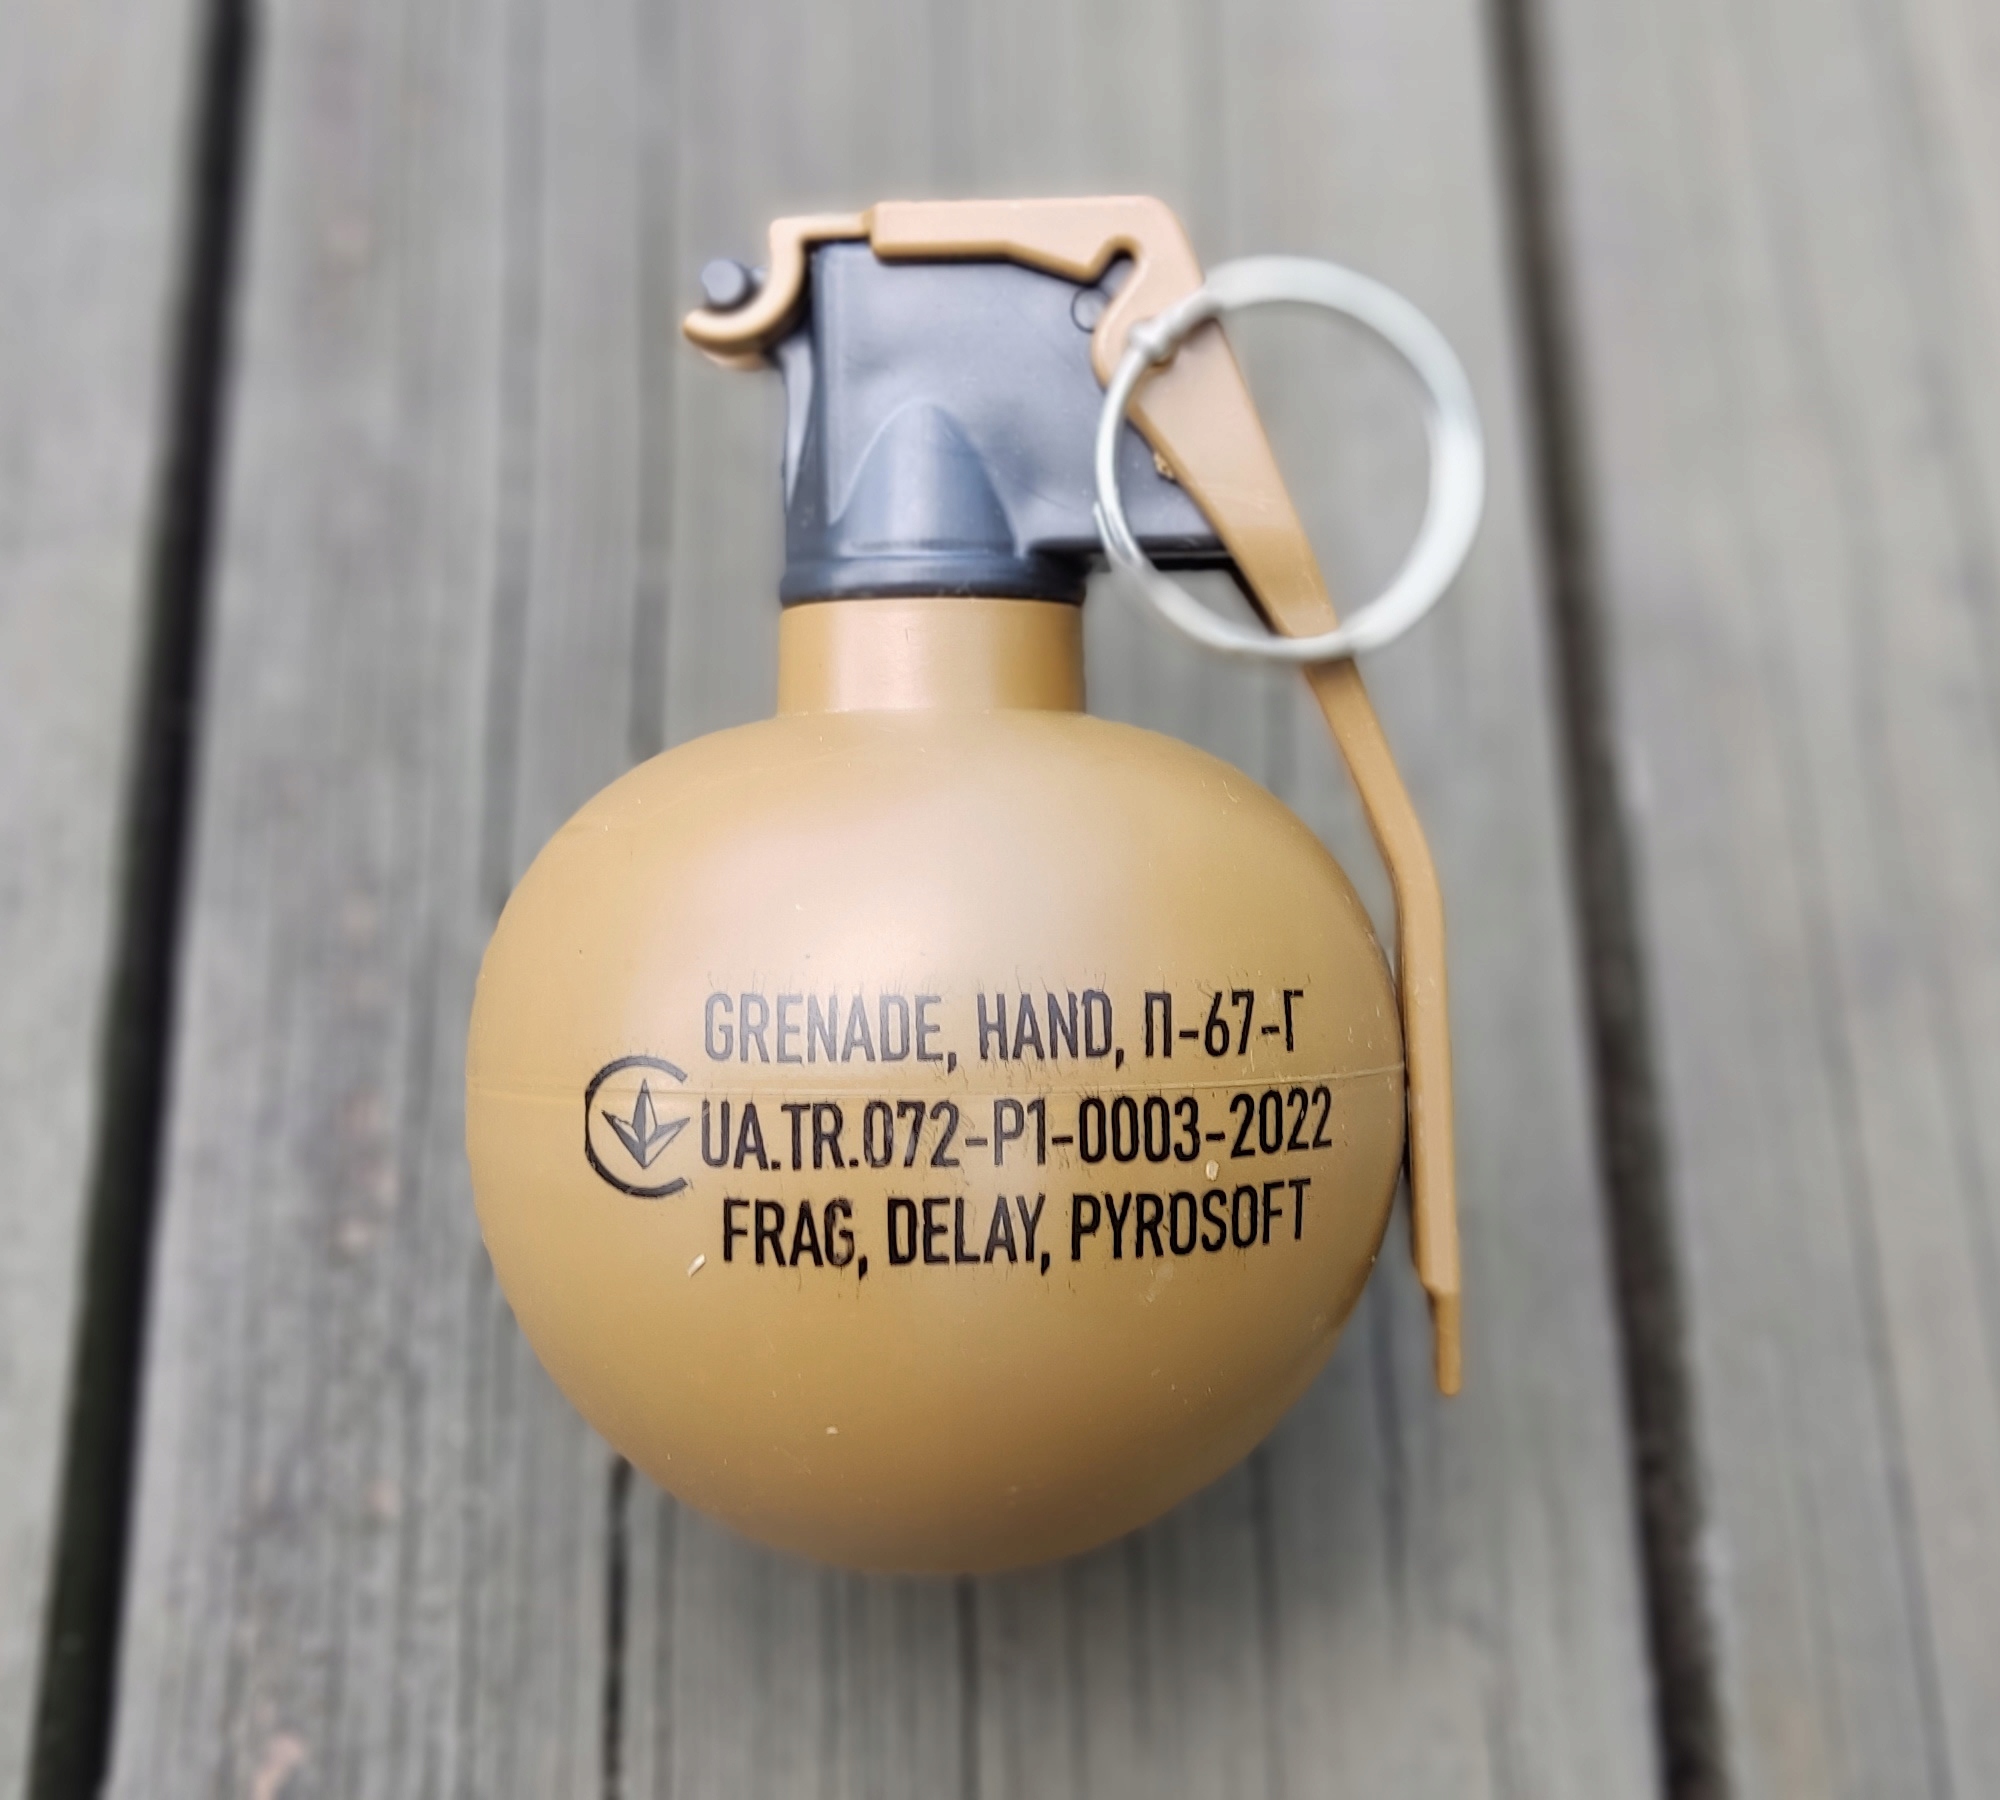 GRENADE, HAND, П-67-Г
UA.TR.072-P1-0003-2022
FRAG, DELAY, PYROSOFT